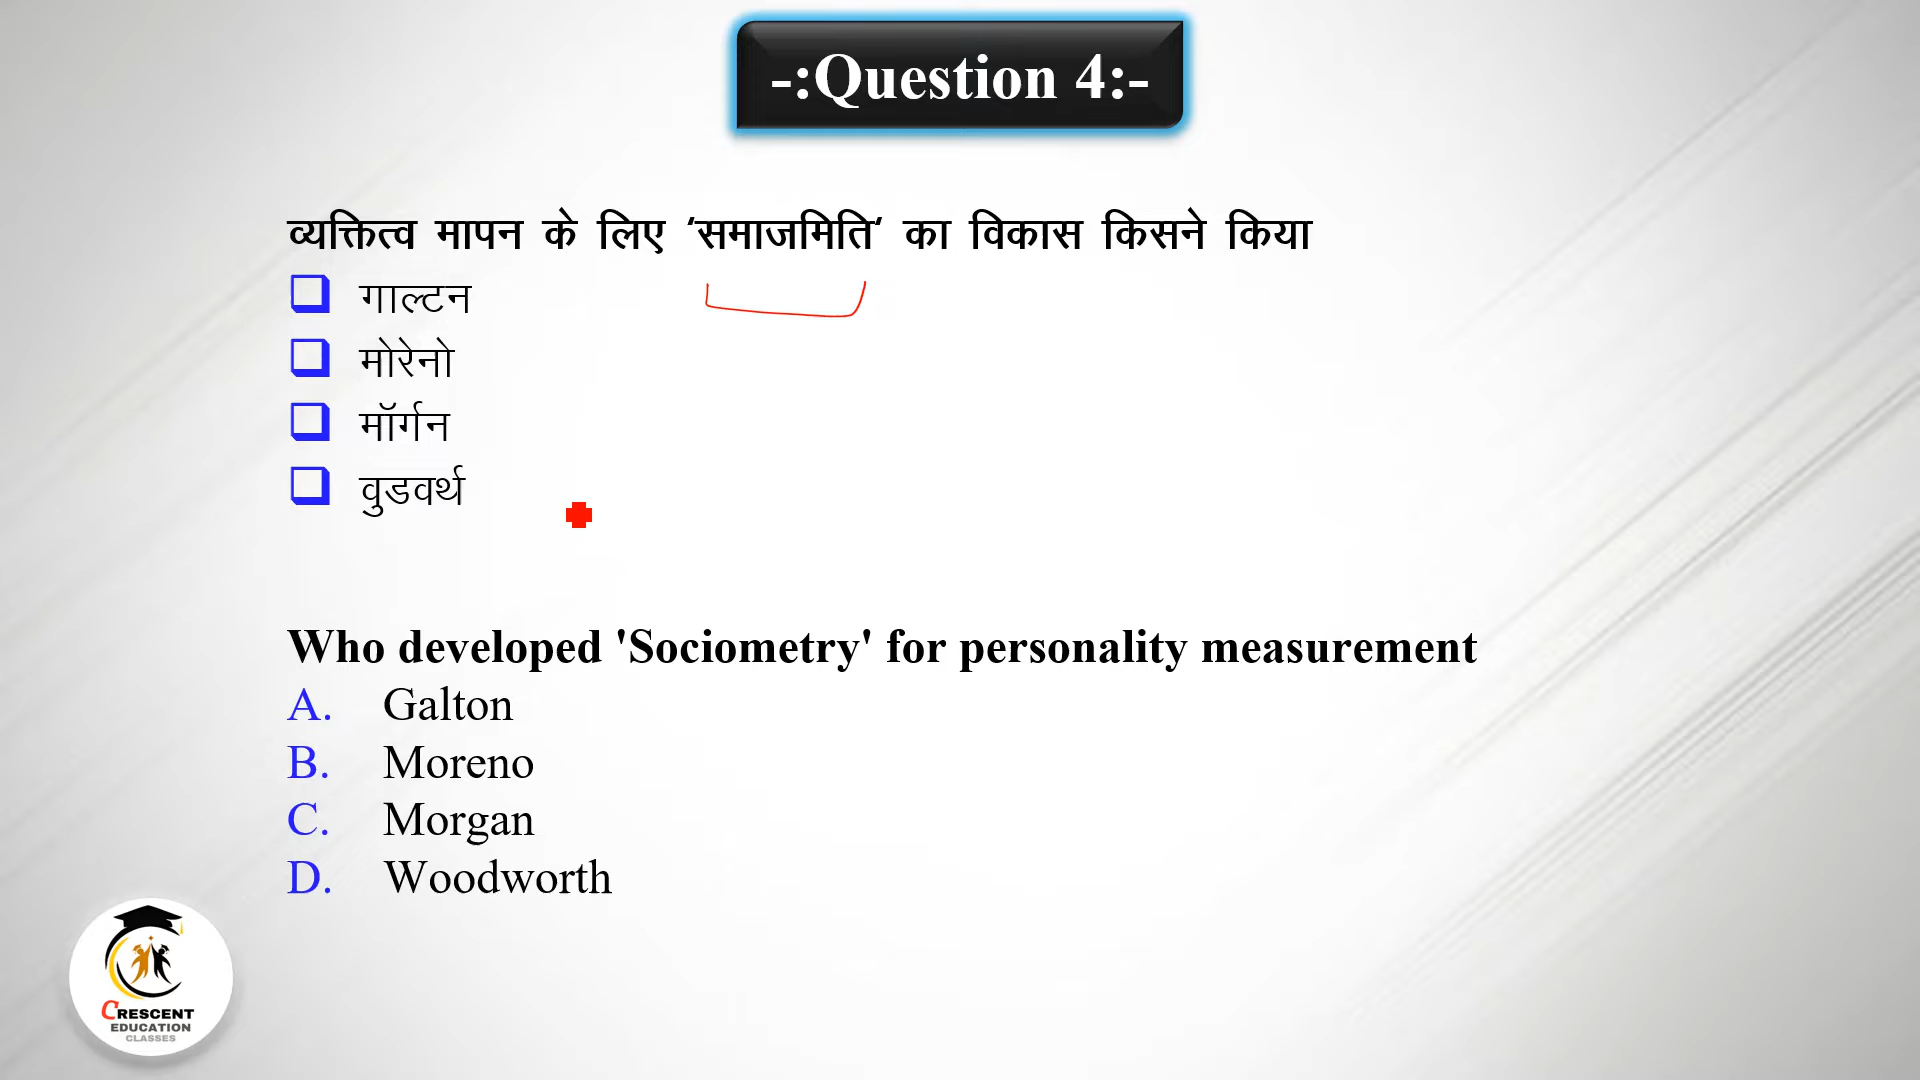 -:Question 4:-
व्यक्तित्व मापन के लिए 'समाजमिति' का विकास किसने किया
गाल्टन
मोरेनो
मॉर्गन
वुडवर्थ
Who developed 'Sociometry' for personality measurement
A. Galton
B. Moreno
C. Morgan
D. Woodworth
CRESCENT
EDUCATION
CLASSES